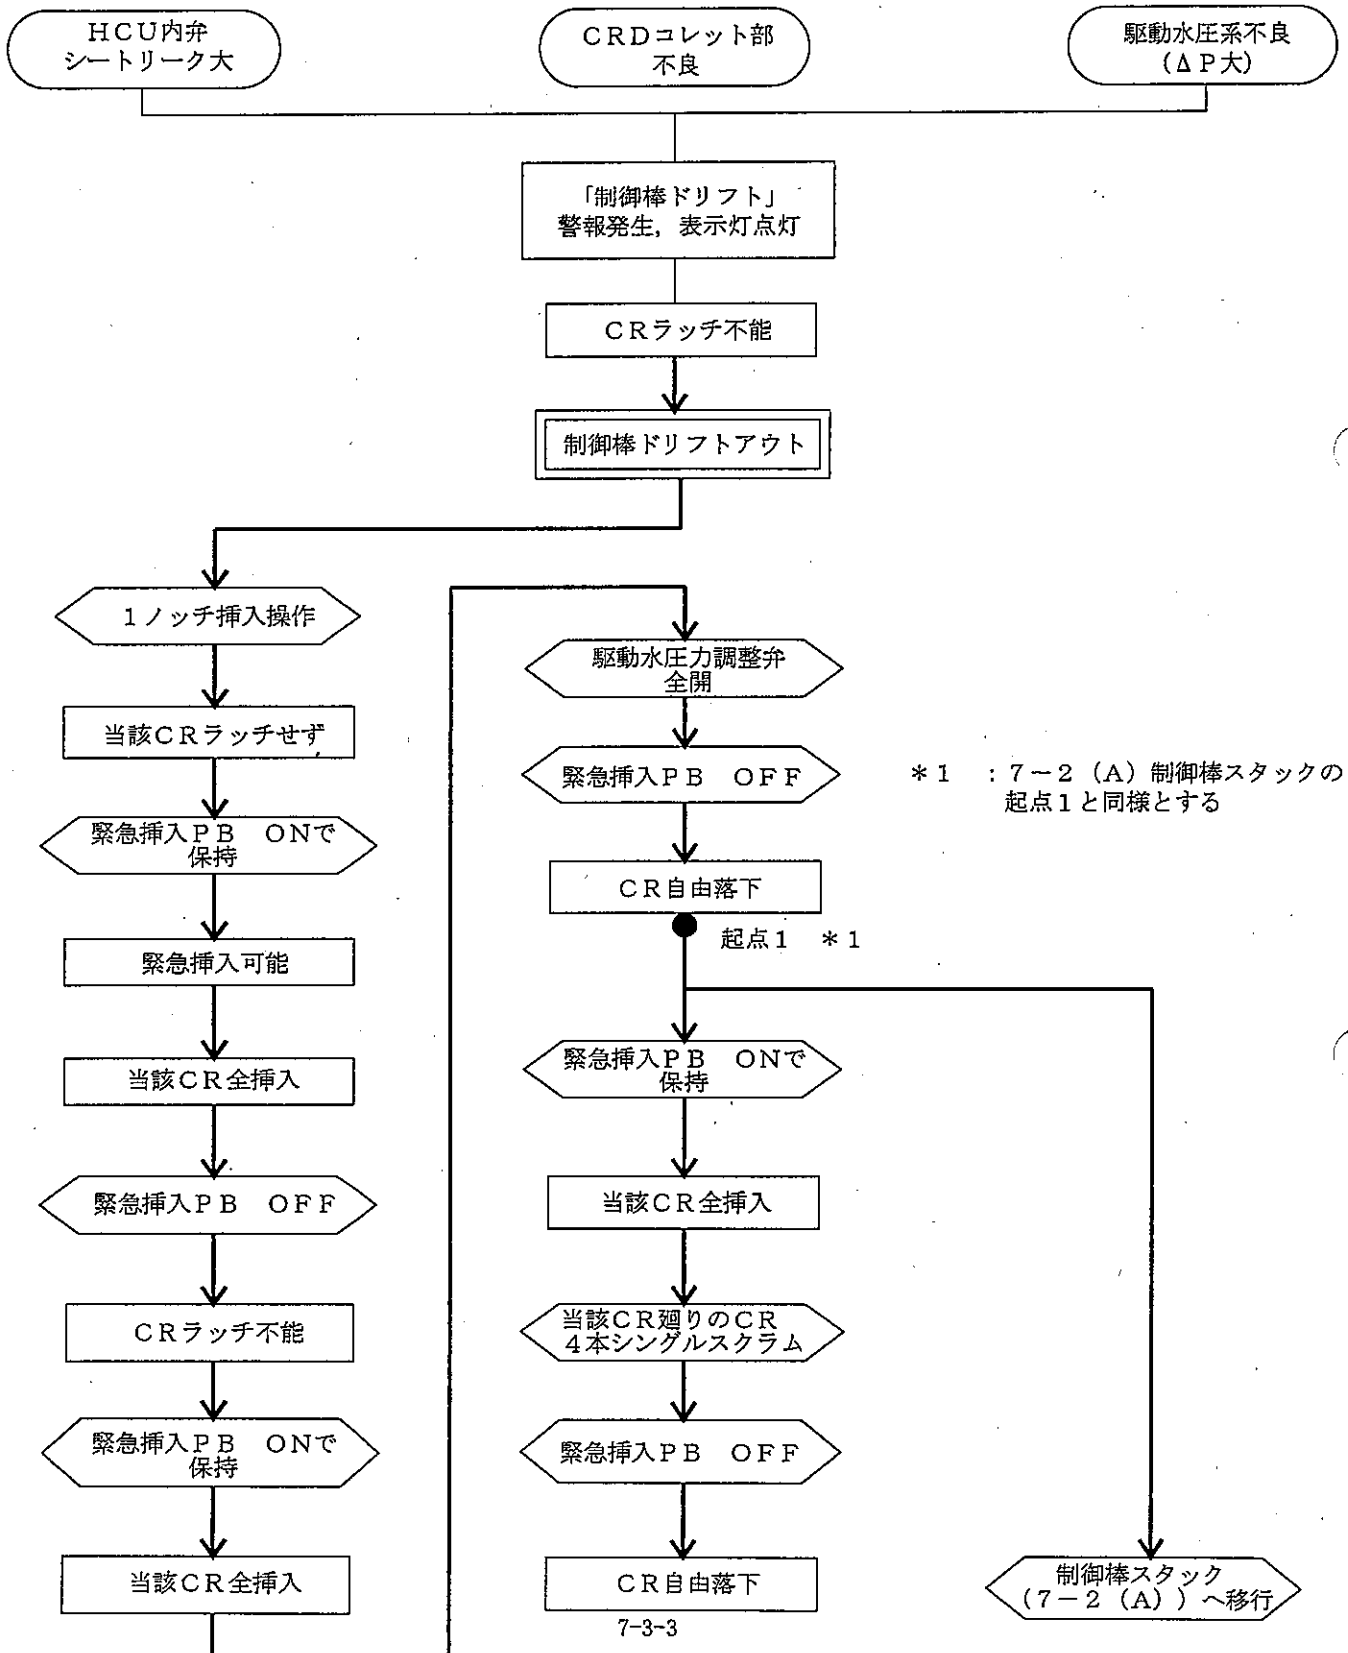 HCU内弁
シートリーク大
CRDコレット部
不良
駆動水圧系不良
(ΔP大)
「制御棒ドリフト」
警報発生，表示灯点灯
CRラッチ不能
制御棒ドリフトアウト
1ノッチ挿入操作
当該CRラッチせず
緊急挿入PB ONで
保持
緊急挿入可能
当該CR全挿入
緊急挿入PB OFF
CRラッチ不能
緊急挿入PB ONで
保持
当該CR全挿入
駆動水圧力調整弁
全開
緊急挿入PB OFF
CR自由落下
起点1 ＊1
＊1 ：7－2（A）制御棒スタックの
起点1と同様とする
緊急挿入PB ONで
保持
当該CR全挿入
当該CR廻りのCR
4本シングルスクラム
緊急挿入PB OFF
CR自由落下
制御棒スタック
(7－2（A）)へ移行
7-3-3